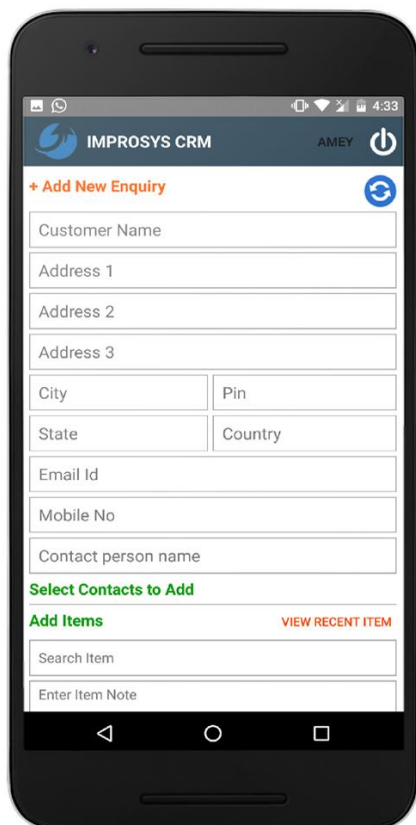 4:33
IMPROSYS CRM AMEY
+ Add New Enquiry
Customer Name
Address 1
Address 2
Address 3
City Pin
State Country
Email Id
Mobile No
Contact person name
Select Contacts to Add
Add Items VIEW RECENT ITEM
Search Item
Enter Item Note